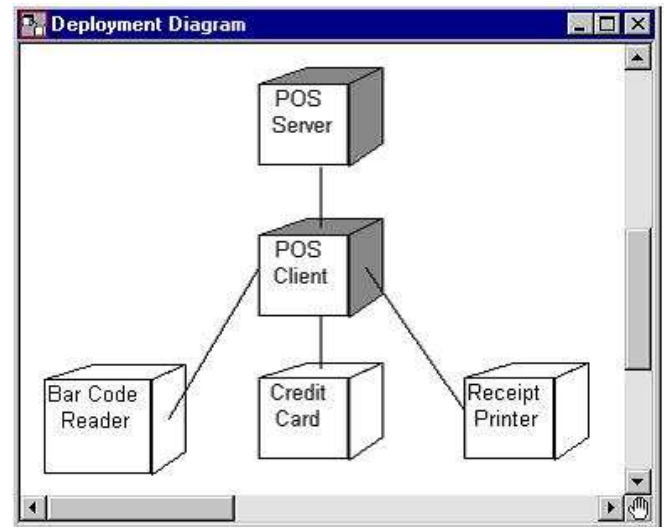 Deployment Diagram
POS
Server
POS
Client
Bar Code
Reader
Credit
Card
Receipt
Printer